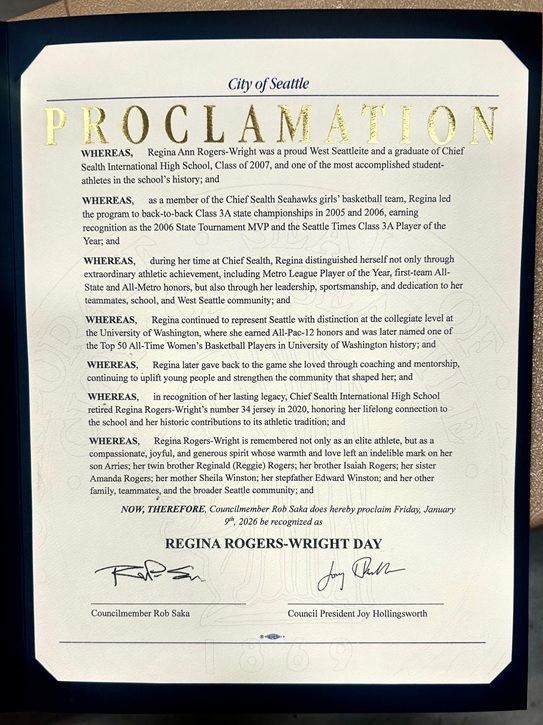 City of Seattle
PROCLAMATION
WHEREAS, Regina Ann Rogers-Wright was a proud West Seattleite and a graduate of Chief
Sealth International High School, Class of 2007, and one of the most accomplished student-
athletes in the school's history; and
WHEREAS, as a member of the Chief Sealth Seahawks girls' basketball team, Regina led
the program to back-to-back Class 3A state championships in 2005 and 2006, earning
recognition as the 2006 State Tournament MVP and the Seattle Times Class 3A Player of the
Year; and
WHEREAS, during her time at Chief Sealth, Regina distinguished herself not only through
extraordinary athletic achievement, including Metro League Player of the Year, first-team All-
State and All-Metro honors, but also through her leadership, sportsmanship, and dedication to her
teammates, school, and West Seattle community; and
WHEREAS, Regina continued to represent Seattle with distinction at the collegiate level at
the University of Washington, where she earned All-Pac-12 honors and was later named one of
the Top 50 All-Time Women's Basketball Players in University of Washington history; and
WHEREAS, Regina later gave back to the game she loved through coaching and mentorship,
continuing to uplift young people and strengthen the community that shaped her; and
WHEREAS, in recognition of her lasting legacy, Chief Sealth International High School
retired Regina Rogers-Wright's number 34 jersey in 2020, honoring her lifelong connection to
the school and her historic contributions to its athletic tradition; and
WHEREAS, Regina Rogers-Wright is remembered not only as an elite athlete, but as a
compassionate, joyful, and generous spirit whose warmth and love left an indelible mark on her
son Arries; her twin brother Reginald (Reggie) Rogers; her brother Isaiah Rogers; her sister
Amanda Rogers; her mother Sheila Winston; her stepfather Edward Winston; and her other
family, teammates, and the broader Seattle community; and
NOW, THEREFORE, Councilmember Rob Saka does hereby proclaim Friday, January
9th, 2026 be recognized as
REGINA ROGERS-WRIGHT DAY
Councilmember Rob Saka
Council President Joy Hollingsworth
1869